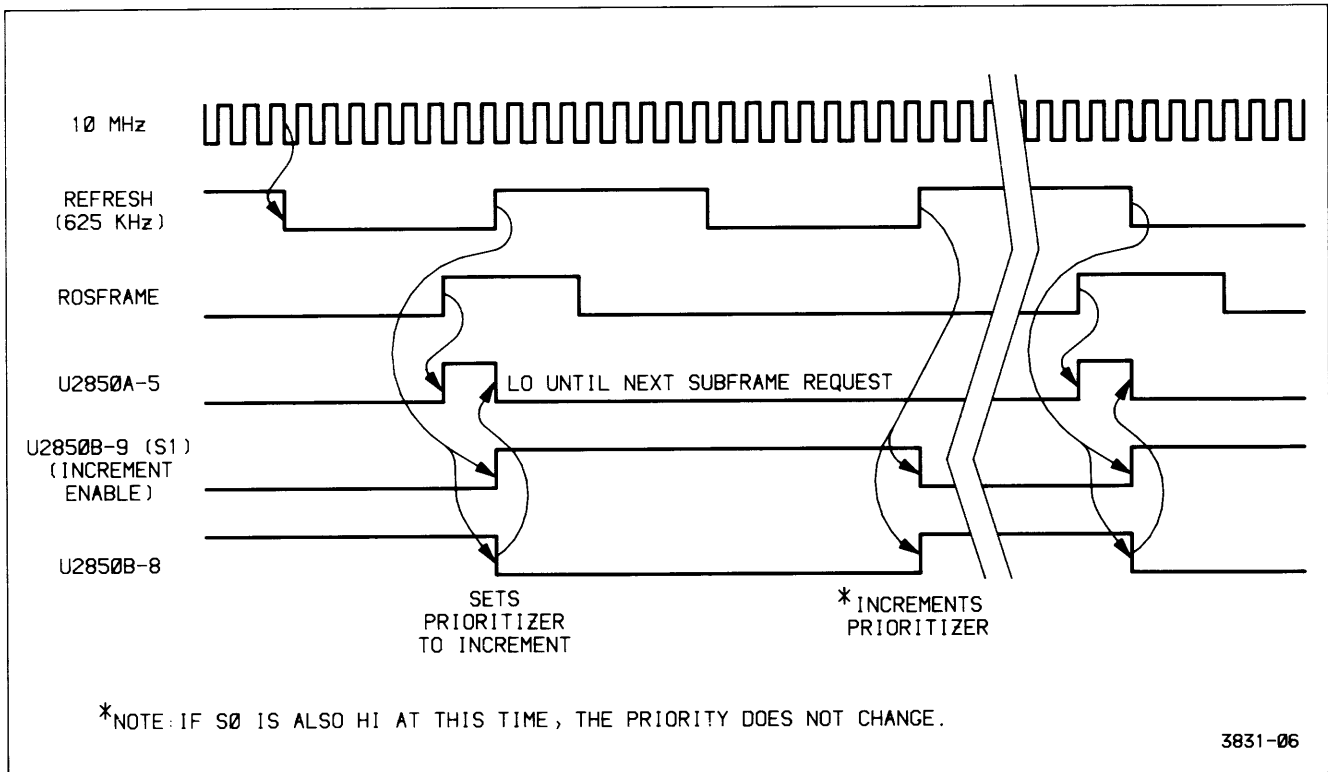 10 MHz
REFRESH
(625 KHz)
ROSFRAME
U2850A-5
LO UNTIL NEXT SUBFRAME REQUEST
U2850B-9 (S1)
(INCREMENT
ENABLE)
U2850B-8
SETS
PRIORITIZER
TO INCREMENT
*INCREMENTS
PRIORITIZER
*NOTE: IF S0 IS ALSO HI AT THIS TIME, THE PRIORITY DOES NOT CHANGE.
3831-06